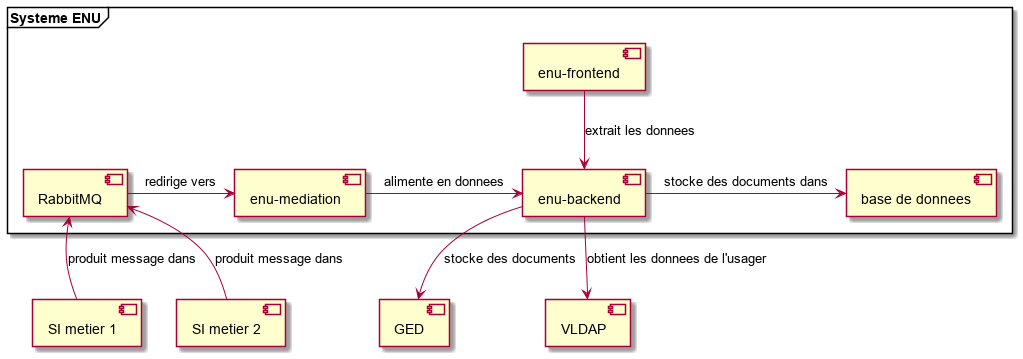 Systeme ENU
enu-frontend
extrait les donnees
RabbitMQ
redirige vers
enu-mediation
alimente en donnees
enu-backend
stocke des documents dans
base de donnees
produit message dans
produit message dans
stocke des documents
obtient les donnees de l'usager
SI metier 1
SI metier 2
GED
VLDAP